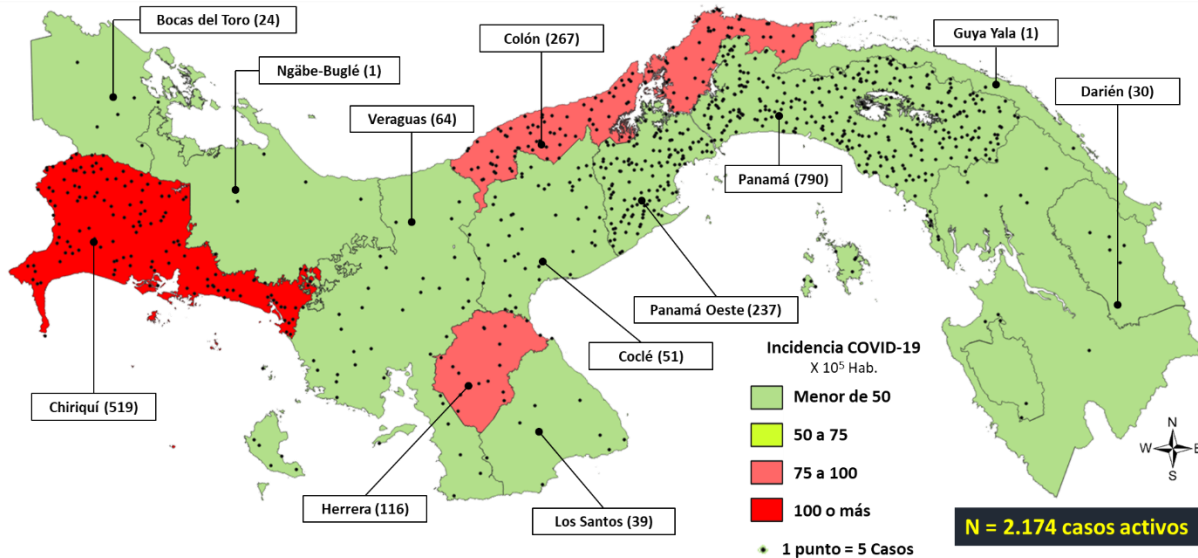 Bocas del Toro (24)
Ngäbe-Buglé (1)
Veraguas (64)
Colón (267)
Guya Yala (1)
Darién (30)
Panamá (790)
Panamá Oeste (237)
Coclé (51)
Chiriquí (519)
Herrera (116)
Los Santos (39)
Incidencia COVID-19
X 10⁵ Hab.
Menor de 50
50 a 75
75 a 100
100 o más
1 punto = 5 Casos
N
W E
S
N = 2.174 casos activos